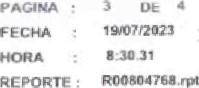 PAGINA : 3 DE 4
FECHA : 19/07/2023
HORA : 8:30.31
REPORTE : R00804768.rpt